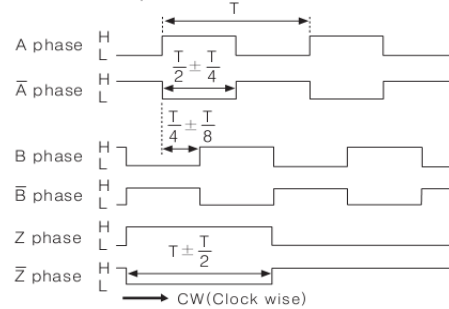 T
A phase H
L
A̅ phase H
L
T/2 ± T/4
T/4 ± T/8
B phase H
L
B̅ phase H
L
Z phase H
L
T ± T/2
Z̅ phase H
L
CW(Clock wise)